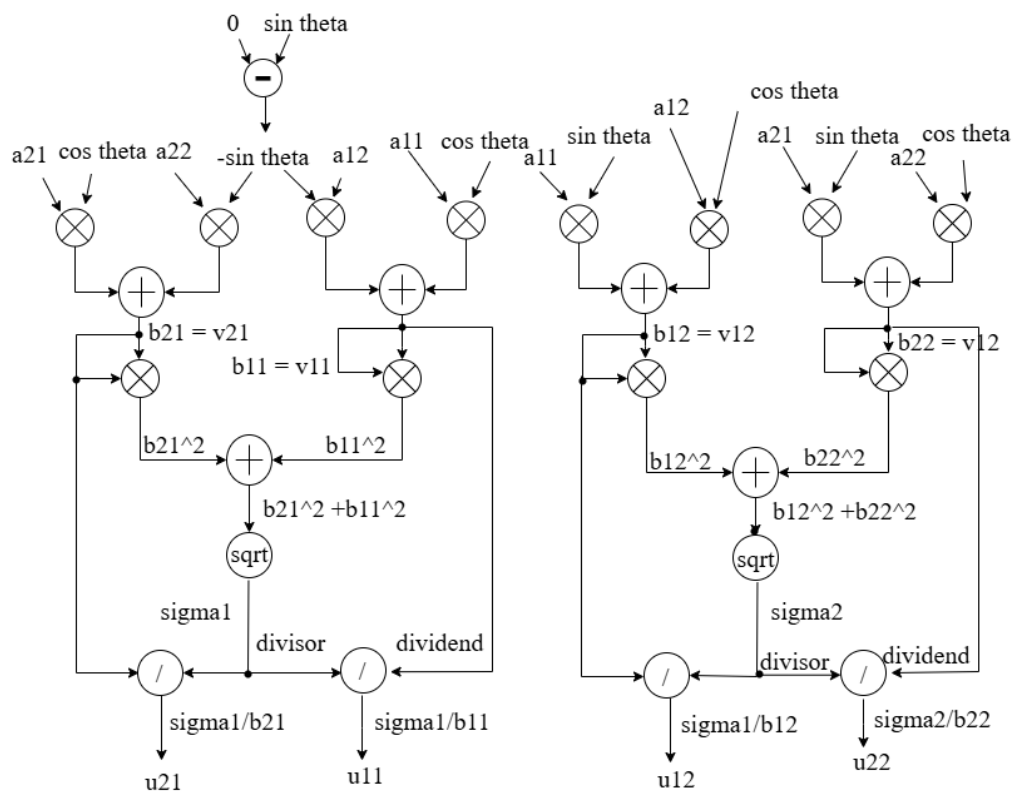 0 sin theta
-
a21 cos theta a22 -sin theta a12 a11 cos theta
a11 sin theta a12 cos theta
a21 sin theta a22 cos theta
+ + + +
b21 = v21
b11 = v11
b12 = v12
b22 = v12
b21^2 + b11^2
b12^2 + b22^2
b21^2 +b11^2
b12^2 +b22^2
sqrt
sqrt
sigma1
sigma2
divisor dividend
divisor dividend
/ / / /
sigma1/b21 sigma1/b11 sigma1/b12 sigma2/b22
u21 u11 u12 u22